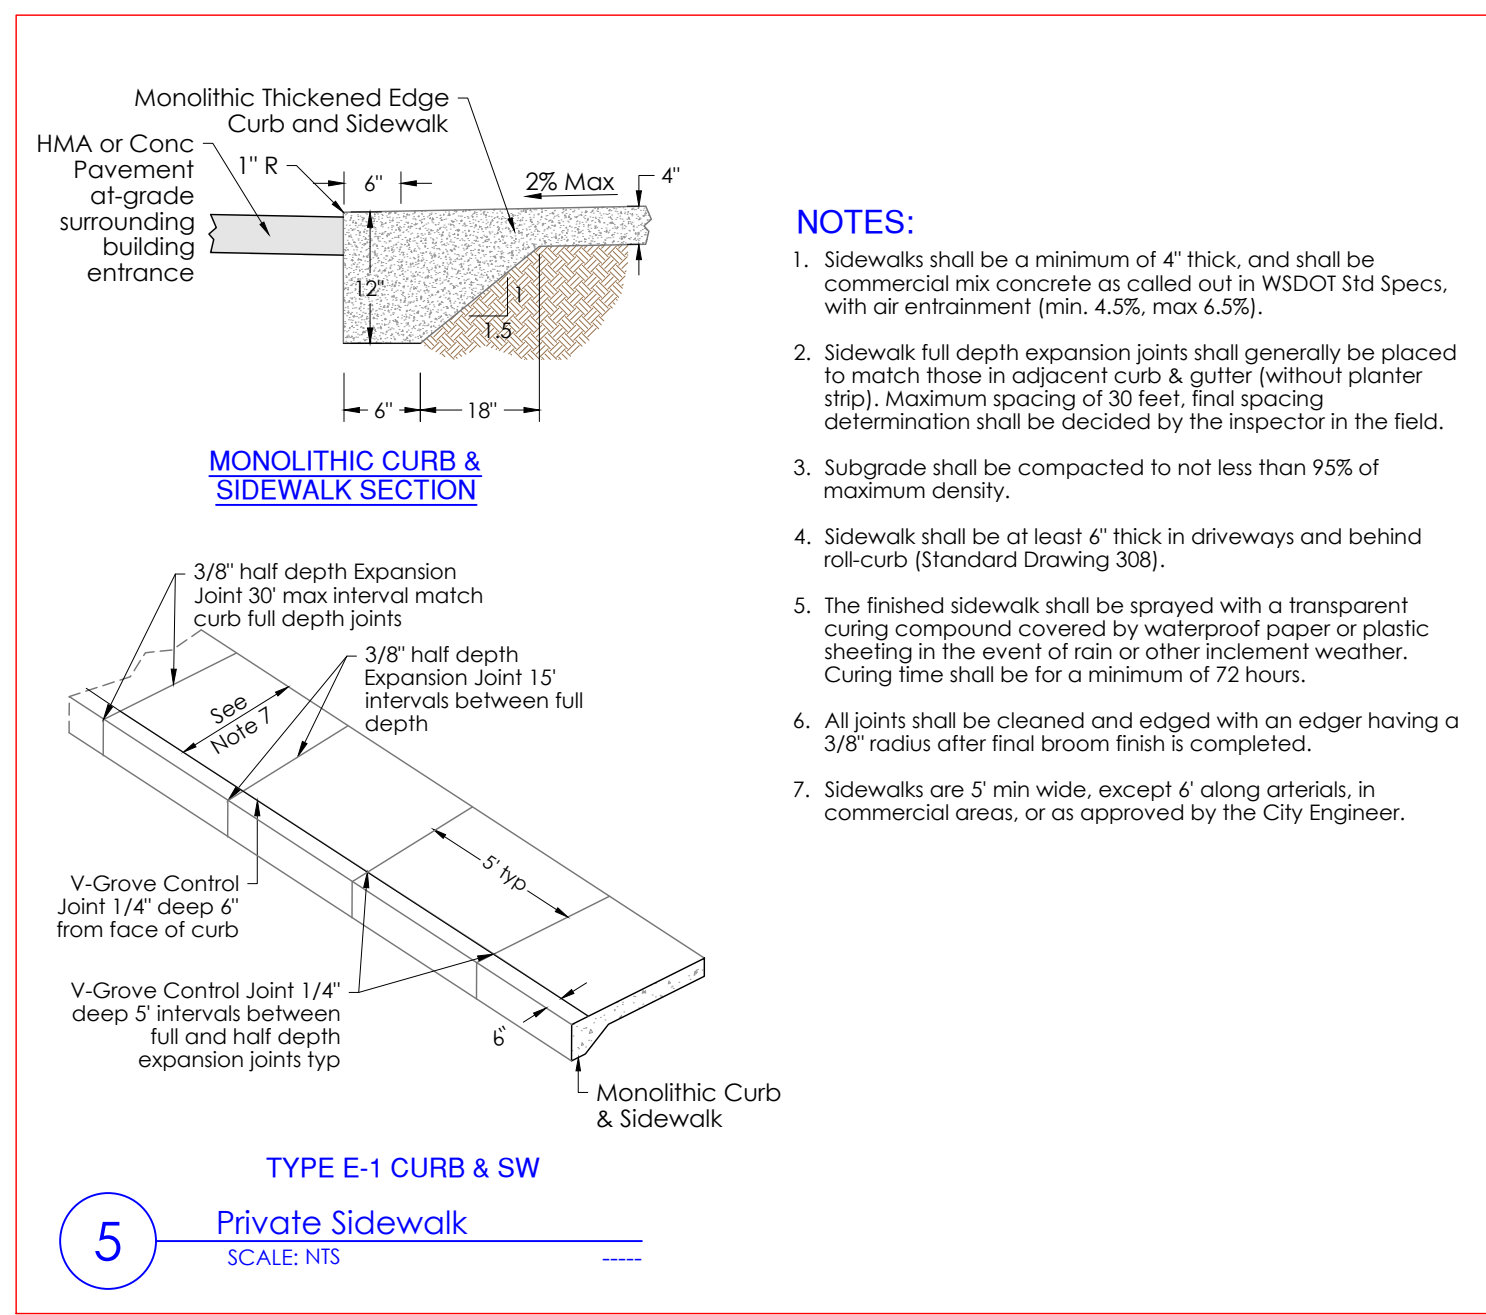 Monolithic Thickened Edge
Curb and Sidewalk
HMA or Conc
Pavement
at-grade
surrounding
building
entrance
1" R
6"
2% Max
4"
12"
1
1.5
6"
18"
MONOLITHIC CURB &
SIDEWALK SECTION
3/8" half depth Expansion
Joint 30' max interval match
curb full depth joints
3/8" half depth
Expansion Joint 15'
intervals between full
depth
See
Note 7
5' typ
V-Grove Control
Joint 1/4" deep 6"
from face of curb
V-Grove Control Joint 1/4"
deep 5' intervals between
full and half depth
expansion joints typ
6"
Monolithic Curb
& Sidewalk
TYPE E-1 CURB & SW
5
Private Sidewalk
SCALE: NTS
-----
NOTES:
1. Sidewalks shall be a minimum of 4" thick, and shall be
commercial mix concrete as called out in WSDOT Std Specs,
with air entrainment (min. 4.5%, max 6.5%).
2. Sidewalk full depth expansion joints shall generally be placed
to match those in adjacent curb & gutter (without planter
strip). Maximum spacing of 30 feet, final spacing
determination shall be decided by the inspector in the field.
3. Subgrade shall be compacted to not less than 95% of
maximum density.
4. Sidewalk shall be at least 6" thick in driveways and behind
roll-curb (Standard Drawing 308).
5. The finished sidewalk shall be sprayed with a transparent
curing compound covered by waterproof paper or plastic
sheeting in the event of rain or other inclement weather.
Curing time shall be for a minimum of 72 hours.
6. All joints shall be cleaned and edged with an edger having a
3/8" radius after final broom finish is completed.
7. Sidewalks are 5' min wide, except 6' along arterials, in
commercial areas, or as approved by the City Engineer.